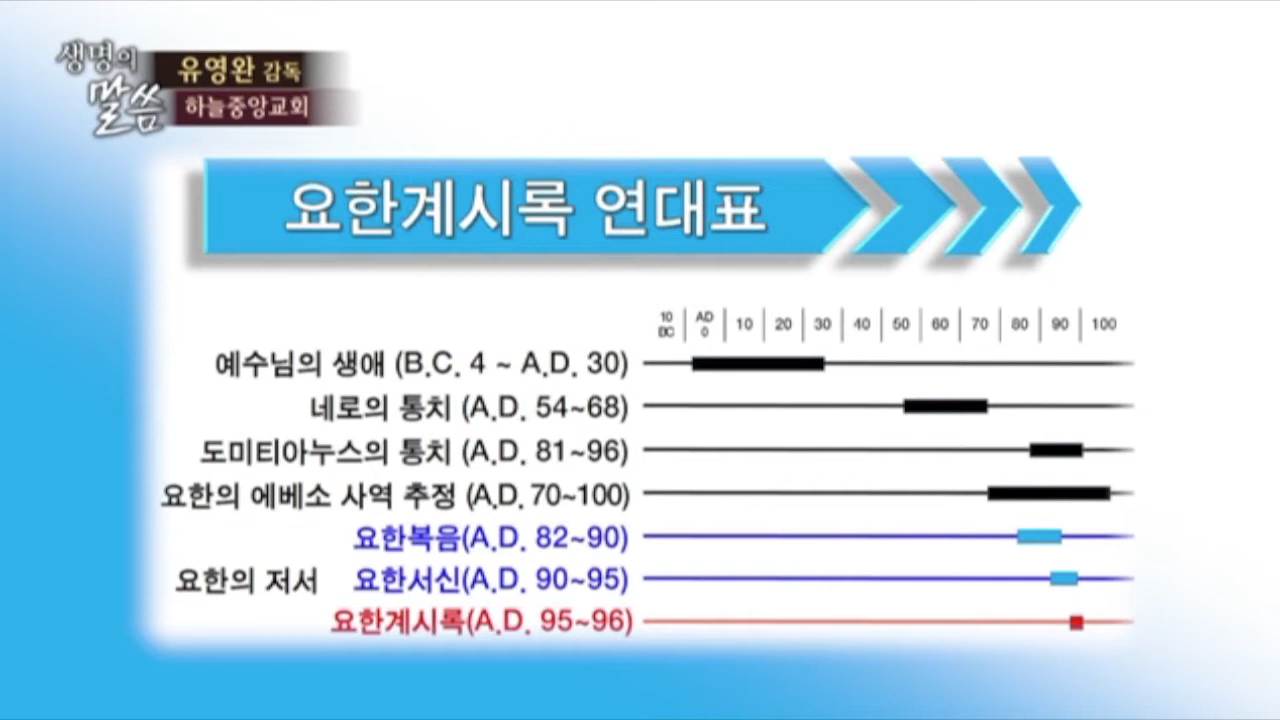 생명의
말씀
유영완 감독
하늘중앙교회
요한계시록 연대표
10 BC AD 0 10 20 30 40 50 60 70 80 90 100
예수님의 생애 (B.C. 4 ~ A.D. 30)
네로의 통치 (A.D. 54~68)
도미티아누스의 통치 (A.D. 81~96)
요한의 에베소 사역 추정 (A.D. 70~100)
요한복음(A.D. 82~90)
요한의 저서 요한서신(A.D. 90~95)
요한계시록(A.D. 95~96)